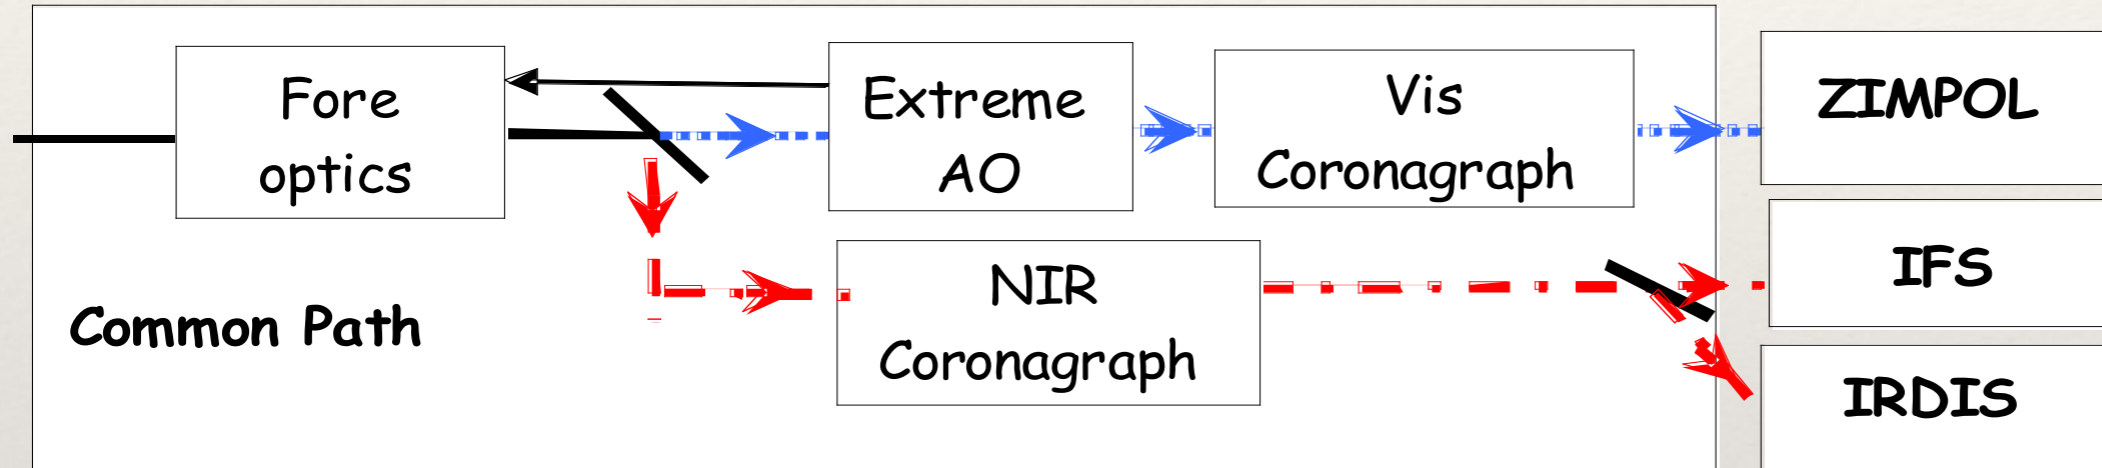 Fore
optics
Extreme
AO
Vis
Coronagraph
ZIMPOL
Common Path
NIR
Coronagraph
IFS
IRDIS